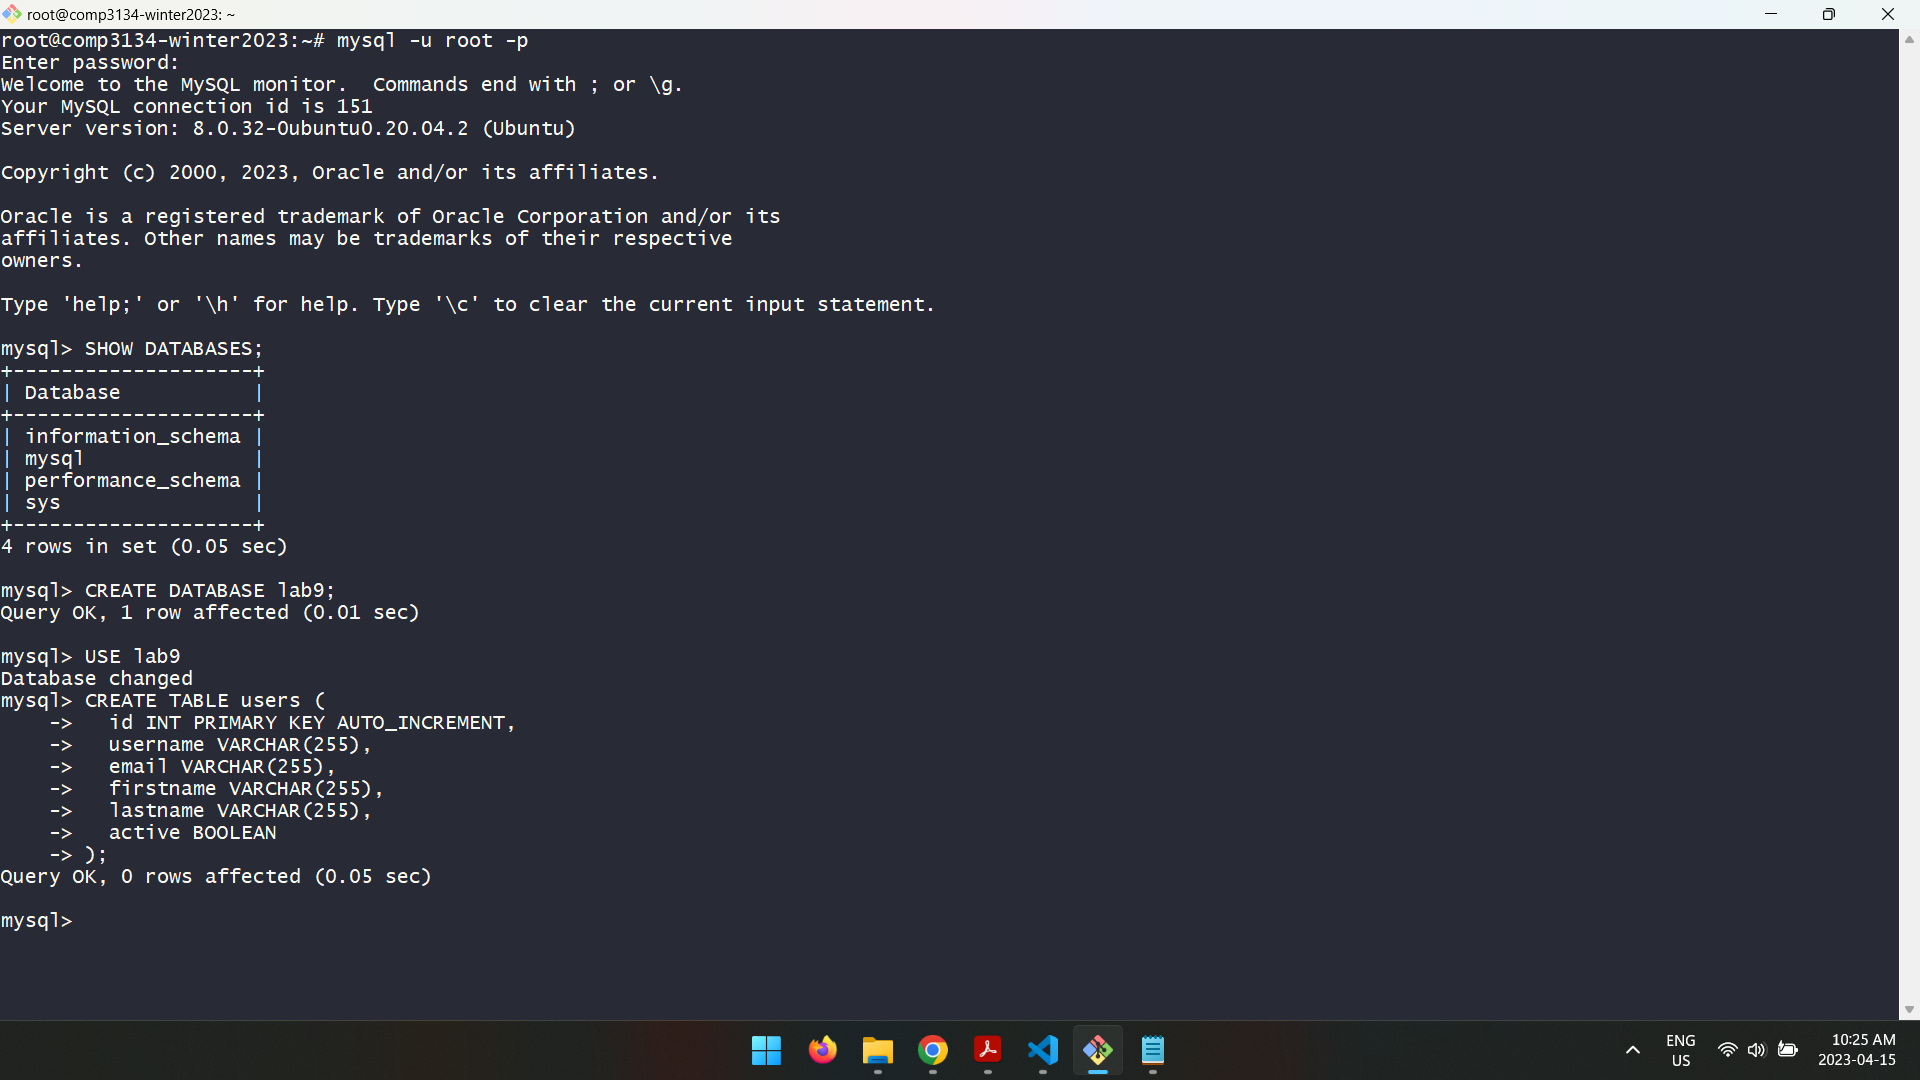 root@comp3134-winter2023: ~
root@comp3134-winter2023:~# mysql -u root -p
Enter password:
Welcome to the MySQL monitor.  Commands end with ; or \g.
Your MySQL connection id is 151
Server version: 8.0.32-0ubuntu0.20.04.2 (Ubuntu)

Copyright (c) 2000, 2023, Oracle and/or its affiliates.

Oracle is a registered trademark of Oracle Corporation and/or its
affiliates. Other names may be trademarks of their respective
owners.

Type 'help;' or '\h' for help. Type '\c' to clear the current input statement.

mysql> SHOW DATABASES;
+--------------------+
| Database           |
+--------------------+
| information_schema |
| mysql              |
| performance_schema |
| sys                |
+--------------------+
4 rows in set (0.05 sec)

mysql> CREATE DATABASE lab9;
Query OK, 1 row affected (0.01 sec)

mysql> USE lab9
Database changed
mysql> CREATE TABLE users (
    ->   id INT PRIMARY KEY AUTO_INCREMENT,
    ->   username VARCHAR(255),
    ->   email VARCHAR(255),
    ->   firstname VARCHAR(255),
    ->   lastname VARCHAR(255),
    ->   active BOOLEAN
    -> );
Query OK, 0 rows affected (0.05 sec)

mysql>
ENG
US
10:25 AM
2023-04-15